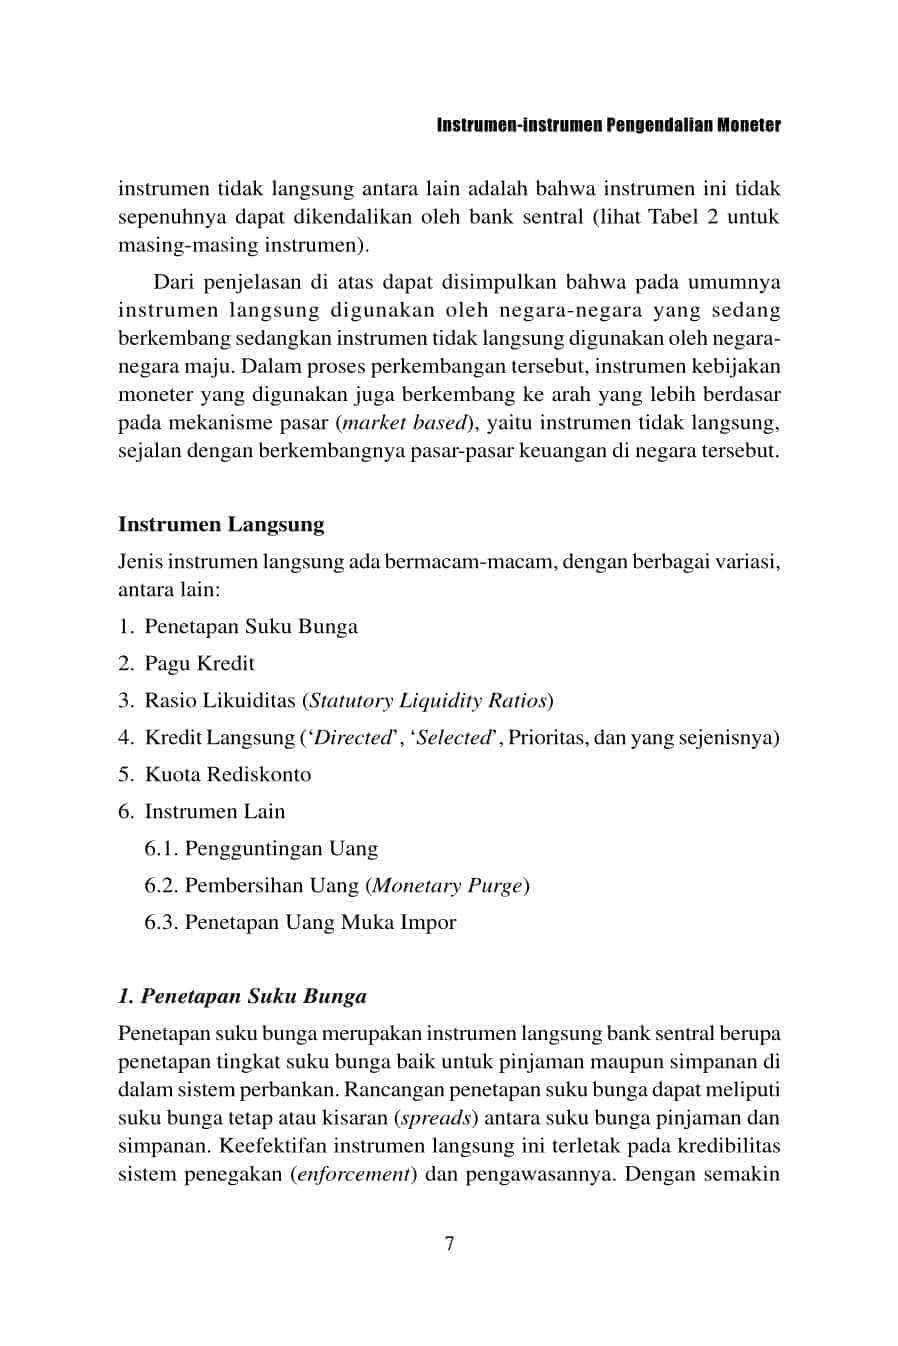 Instrumen-instrumen Pengendalian Moneter
instrumen tidak langsung antara lain adalah bahwa instrumen ini tidak
sepenuhnya dapat dikendalikan oleh bank sentral (lihat Tabel 2 untuk
masing-masing instrumen).
Dari penjelasan di atas dapat disimpulkan bahwa pada umumnya
instrumen langsung digunakan oleh negara-negara yang sedang
berkembang sedangkan instrumen tidak langsung digunakan oleh negara-
negara maju. Dalam proses perkembangan tersebut, instrumen kebijakan
moneter yang digunakan juga berkembang ke arah yang lebih berdasar
pada mekanisme pasar (market based), yaitu instrumen tidak langsung,
sejalan dengan berkembangnya pasar-pasar keuangan di negara tersebut.
Instrumen Langsung
Jenis instrumen langsung ada bermacam-macam, dengan berbagai variasi,
antara lain:
1. Penetapan Suku Bunga
2. Pagu Kredit
3. Rasio Likuiditas (Statutory Liquidity Ratios)
4. Kredit Langsung (‘Directed’, ‘Selected’, Prioritas, dan yang sejenisnya)
5. Kuota Rediskonto
6. Instrumen Lain
6.1. Pengguntingan Uang
6.2. Pembersihan Uang (Monetary Purge)
6.3. Penetapan Uang Muka Impor
1. Penetapan Suku Bunga
Penetapan suku bunga merupakan instrumen langsung bank sentral berupa
penetapan tingkat suku bunga baik untuk pinjaman maupun simpanan di
dalam sistem perbankan. Rancangan penetapan suku bunga dapat meliputi
suku bunga tetap atau kisaran (spreads) antara suku bunga pinjaman dan
simpanan. Keefektifan instrumen langsung ini terletak pada kredibilitas
sistem penegakan (enforcement) dan pengawasannya. Dengan semakin
7